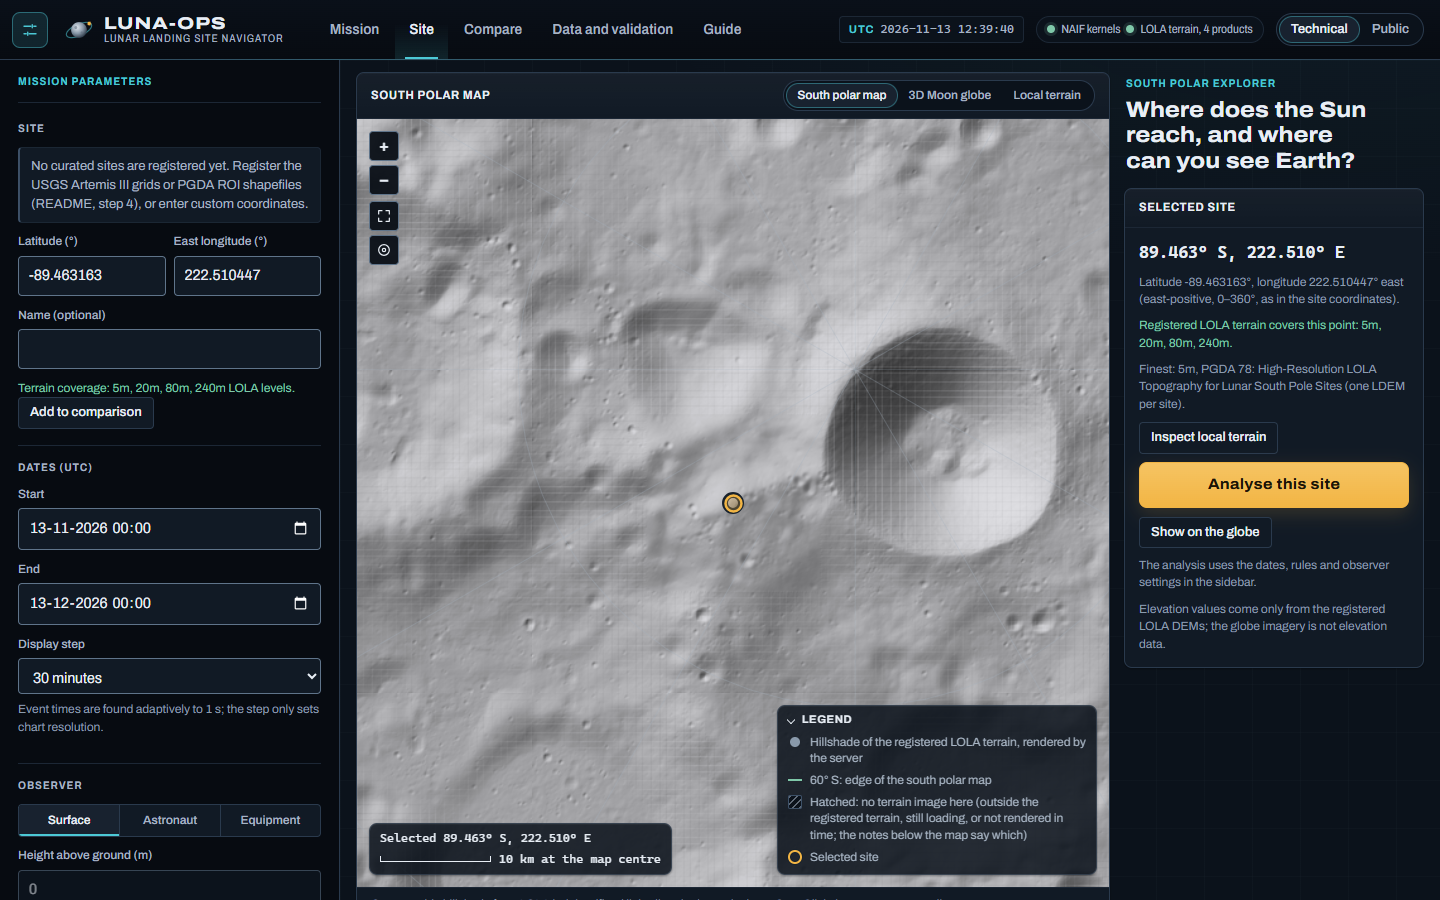 LUNA-OPS
LUNAR LANDING SITE NAVIGATOR
Mission
Site
Compare
Data and validation
Guide
UTC 2026-11-13 12:39:40
NAIF kernels
LOLA terrain, 4 products
Technical
Public
MISSION PARAMETERS
SITE
No curated sites are registered yet. Register the
USGS Artemis III grids or PGDA ROI shapefiles
(README, step 4), or enter custom coordinates.
Latitude (°)
East longitude (°)
-89.463163
222.510447
Name (optional)
Terrain coverage: 5m, 20m, 80m, 240m LOLA levels.
Add to comparison
DATES (UTC)
Start
13-11-2026 00:00
End
13-12-2026 00:00
Display step
30 minutes
Event times are found adaptively to 1 s; the step only sets
chart resolution.
OBSERVER
Surface
Astronaut
Equipment
Height above ground (m)
0
SOUTH POLAR MAP
South polar map
3D Moon globe
Local terrain
+
−
LEGEND
Hillshade of the registered LOLA terrain, rendered by
the server
60° S: edge of the south polar map
Hatched: no terrain image here (outside the
registered terrain, still loading, or not rendered in
time; the notes below the map say which)
Selected site
Selected 89.463° S, 222.510° E
10 km at the map centre
SOUTH POLAR EXPLORER
Where does the Sun
reach, and where
can you see Earth?
SELECTED SITE
89.463° S, 222.510° E
Latitude -89.463163°, longitude 222.510447° east
(east-positive, 0–360°, as in the site coordinates).
Registered LOLA terrain covers this point: 5m,
20m, 80m, 240m.
Finest: 5m, PGDA 78: High-Resolution LOLA
Topography for Lunar South Pole Sites (one LDEM
per site).
Inspect local terrain
Analyse this site
Show on the globe
The analysis uses the dates, rules and observer
settings in the sidebar.
Elevation values come only from the registered
LOLA DEMs; the globe imagery is not elevation
data.